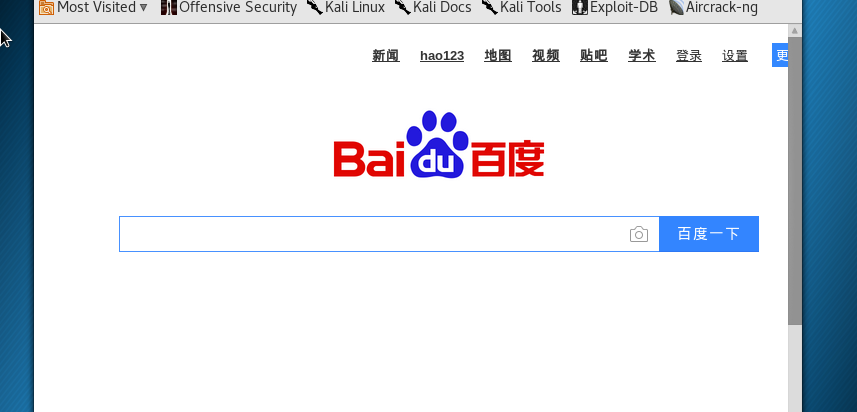 Most Visited Offensive Security Kali Linux Kali Docs Kali Tools Exploit-DB Aircrack-ng
新闻 hao123 地图 视频 贴吧 学术 登录 设置 更
Bai du 百度
百度一下